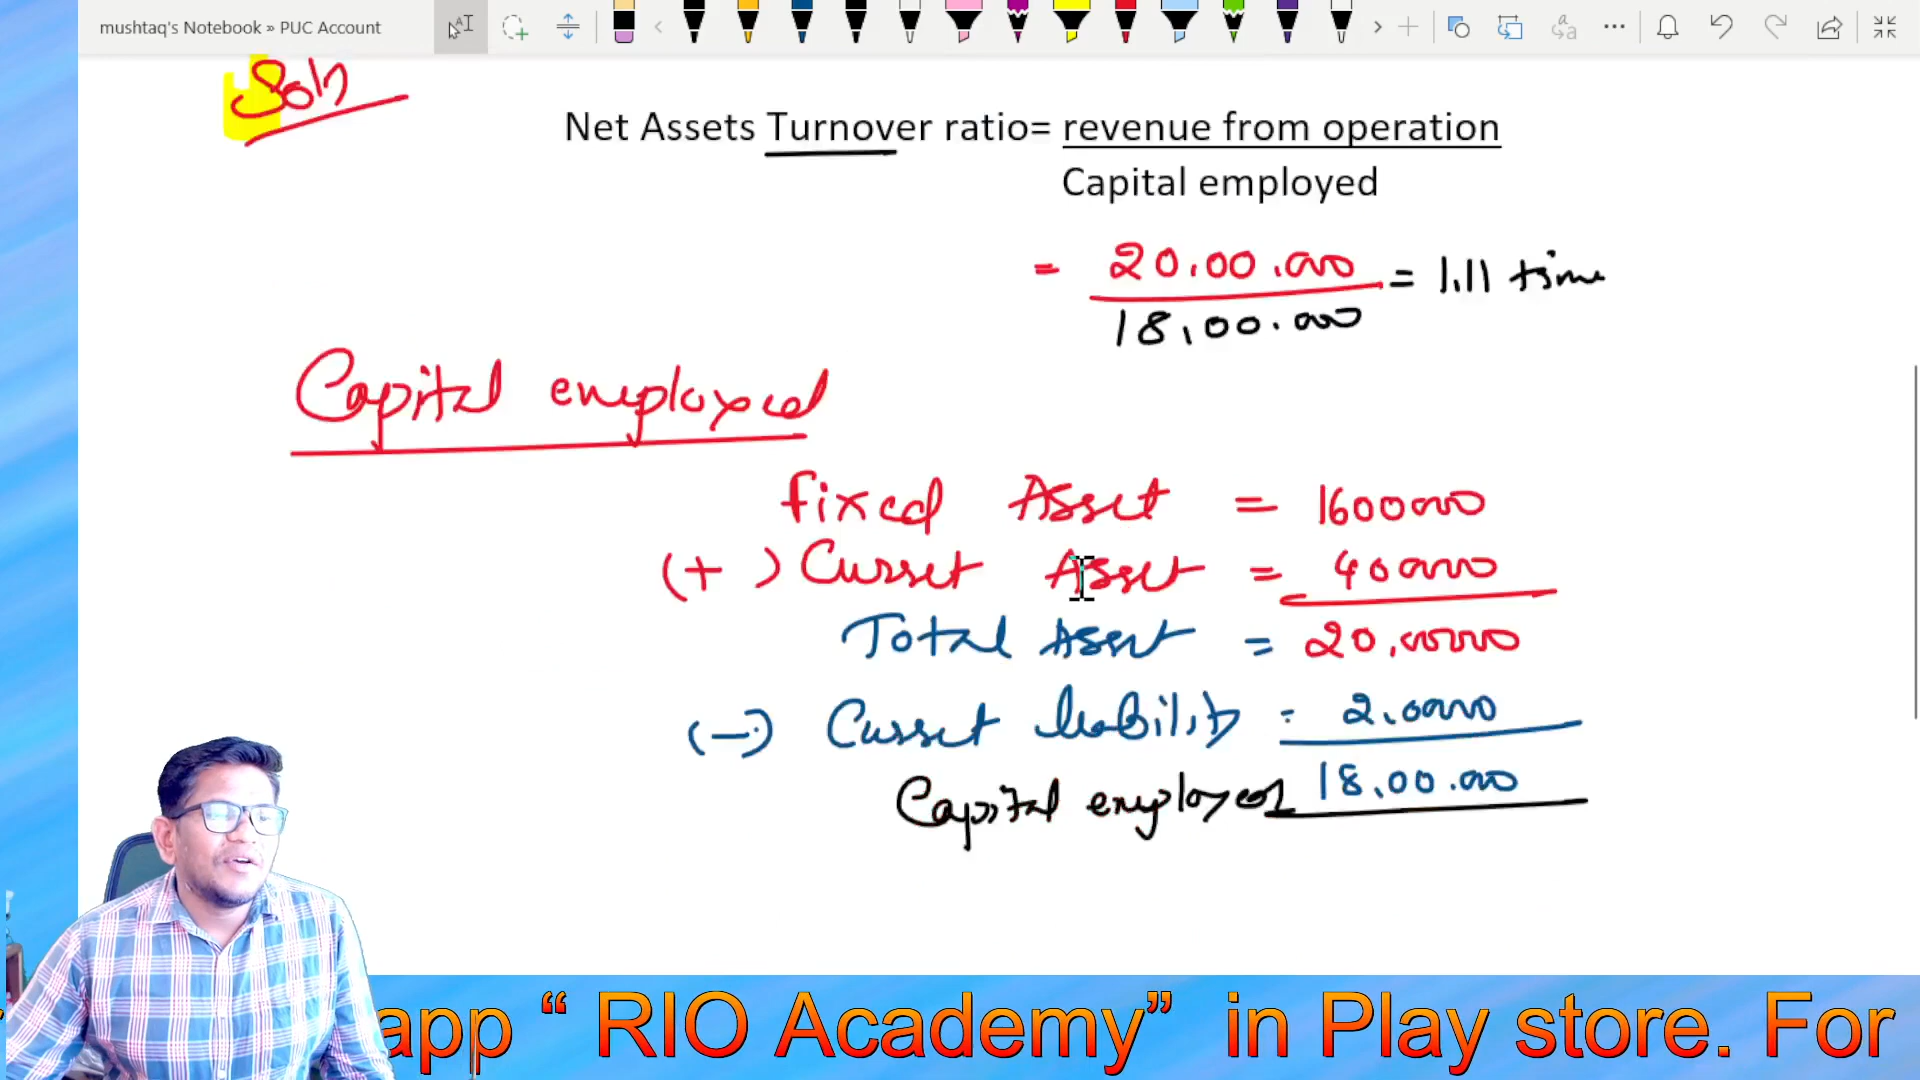 mushtaq's Notebook » PUC Account
Soln
Net Assets Turnover ratio= revenue from operation
Capital employed
= 20,00,000 = 1.11 time
18,00,000
Capital employed
fixed Asset = 1600000
(+) Curret Asset = 400000
Total Asset = 20,00000
(-) Curret liability = 2,00000
Capital employed 18,00,000
app “ RIO Academy” in Play store. For